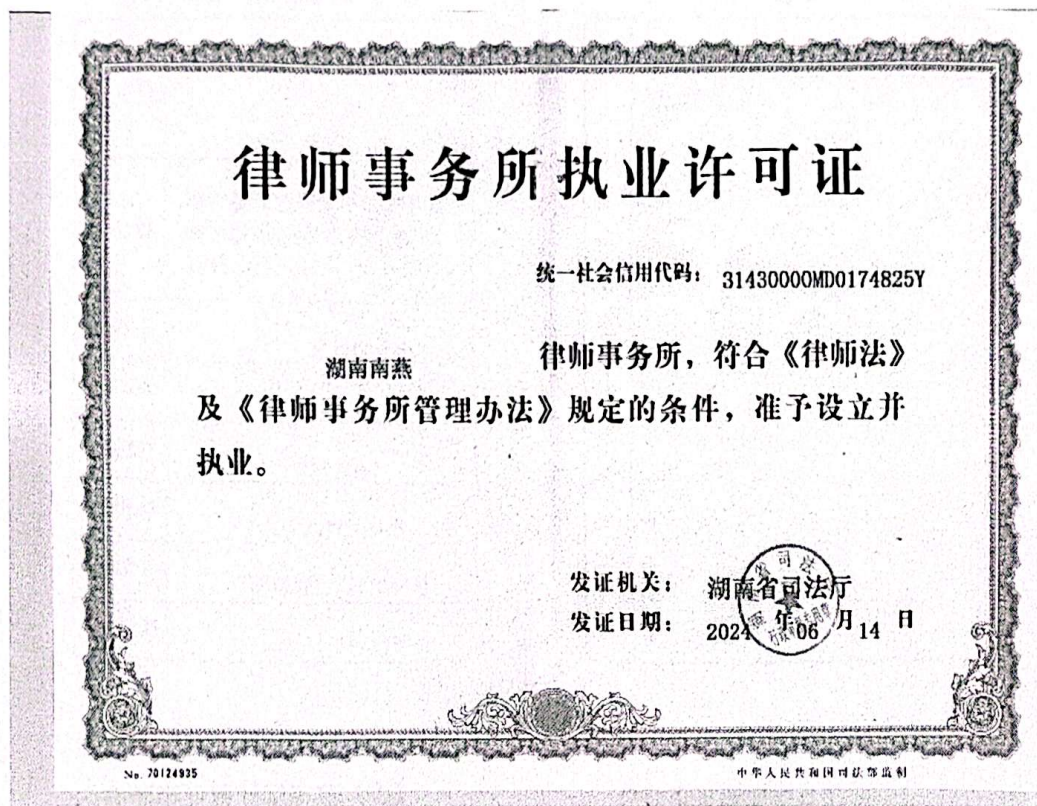 律师事务所执业许可证
统一社会信用代码： 31430000MD0174825Y
湖南南燕 律师事务所，符合《律师法》
及《律师事务所管理办法》规定的条件，准予设立并
执业。
发证机关： 湖南省司法厅
发证日期： 2024 年 06 月 14 日
No. 70124935
中华人民共和国司法部监制